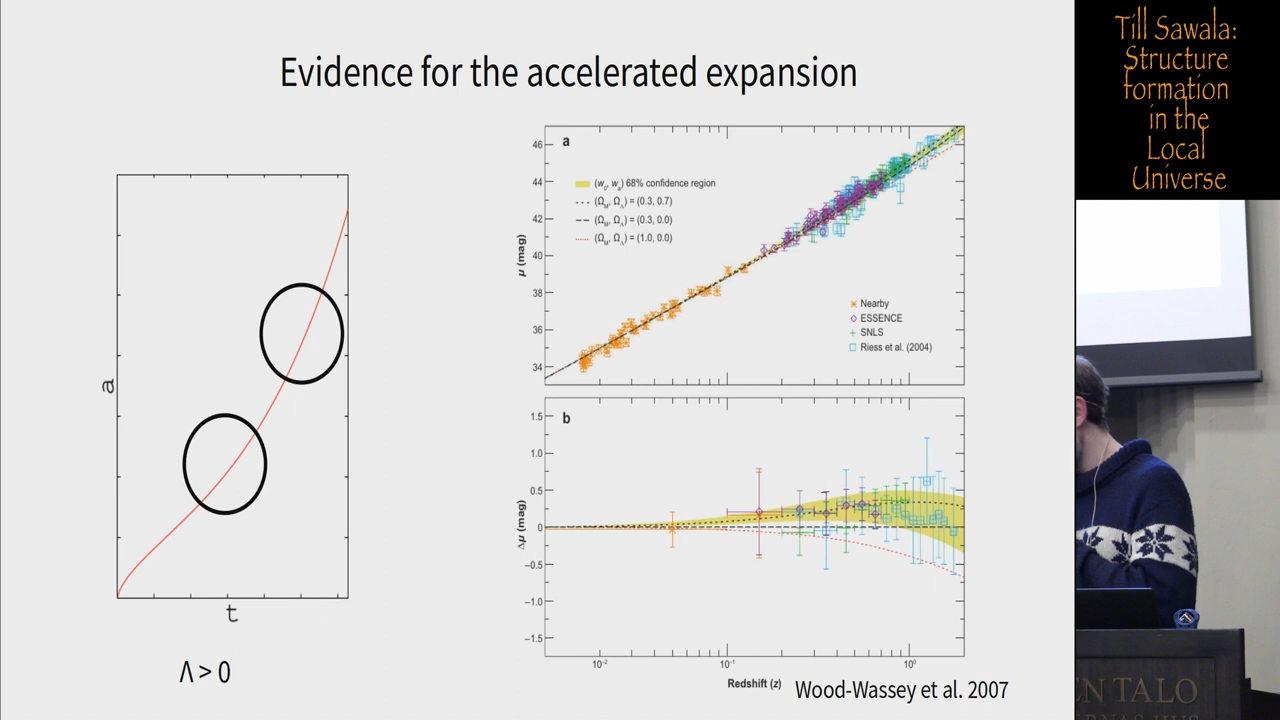 Evidence for the accelerated expansion
Till Sawala:
Structure
formation
in the
Local
Universe
a
t
Λ > 0
a
46
44
42
40
38
36
34
μ (mag)
(w0, wa) 68% confidence region
(ΩM, ΩΛ) = (0.3, 0.7)
(ΩM, ΩΛ) = (0.3, 0.0)
(ΩM, ΩΛ) = (1.0, 0.0)
Nearby
ESSENCE
SNLS
Riess et al. (2004)
b
1.5
1.0
0.5
0
−0.5
−1.0
−1.5
Δμ (mag)
10⁻² 10⁻¹ 10⁰
Redshift (z)
Wood-Wassey et al. 2007
EN TALO